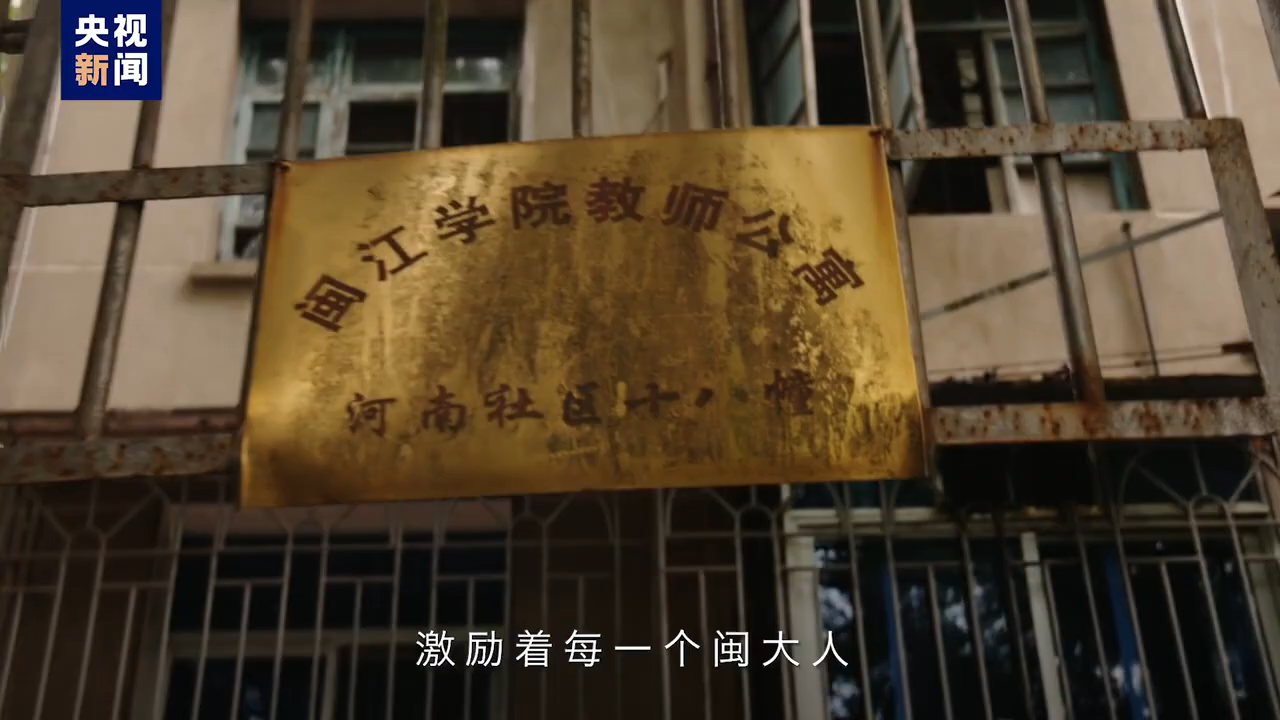 央视
新闻
闽江学院教师公寓
河南社区十八幢
激励着每一个闽大人